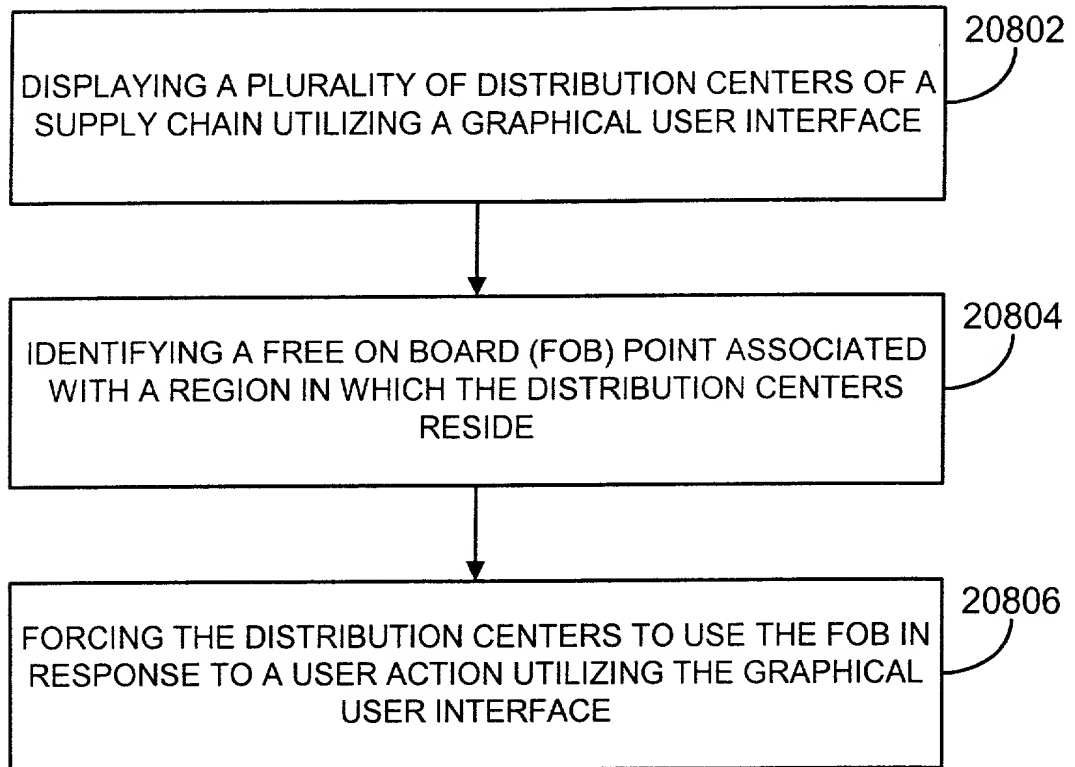 20802
DISPLAYING A PLURALITY OF DISTRIBUTION CENTERS OF A
SUPPLY CHAIN UTILIZING A GRAPHICAL USER INTERFACE
20804
IDENTIFYING A FREE ON BOARD (FOB) POINT ASSOCIATED
WITH A REGION IN WHICH THE DISTRIBUTION CENTERS
RESIDE
20806
FORCING THE DISTRIBUTION CENTERS TO USE THE FOB IN
RESPONSE TO A USER ACTION UTILIZING THE GRAPHICAL
USER INTERFACE